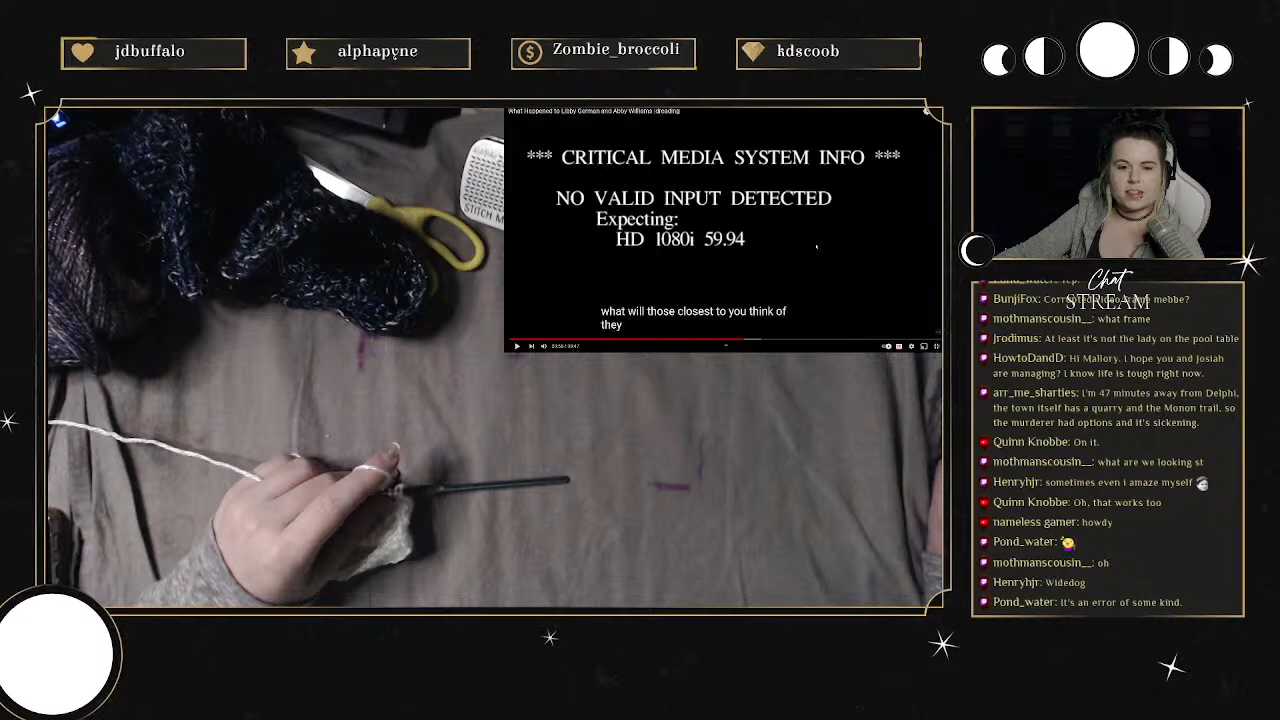 jdbuffalo
alphapyne
Zombie_broccoli
kdscoob
What Happened to Libby German and Abby Williams
*** CRITICAL MEDIA SYSTEM INFO ***
NO VALID INPUT DETECTED
Expecting:
HD 1080i 59.94
what will those closest to you think of
they
STITCH
Chat
STREAM
BunjiFox:
mothmanscousin__: what frame
Jrodimus: At least it's not the lady on the pool table
HowtoDandD: Hi Mallory. I hope you and Josiah
are managing? I know life is tough right now.
arr_me_sharties: I'm 47 minutes away from Delphi,
the town itself has a quarry and the Monon trail, so
the murderer had options and it's sickening.
Quinn Knobbe: On it.
mothmanscousin__: what are we looking st
Henryhjr: sometimes even i amaze myself
Quinn Knobbe: Oh, that works too
nameless gamer: howdy
Pond_water:
mothmanscousin__: oh
Henryhjr: Widedog
Pond_water: It's an error of some kind.